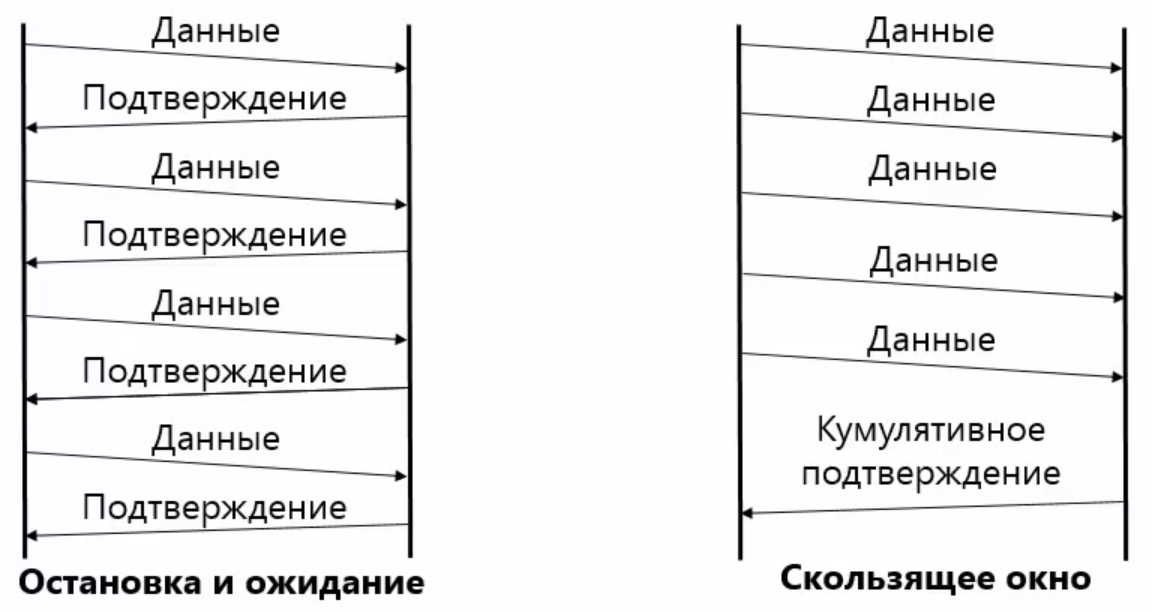 Данные
Подтверждение
Данные
Подтверждение
Данные
Подтверждение
Данные
Подтверждение
Остановка и ожидание
Данные
Данные
Данные
Данные
Данные
Кумулятивное
подтверждение
Скользящее окно